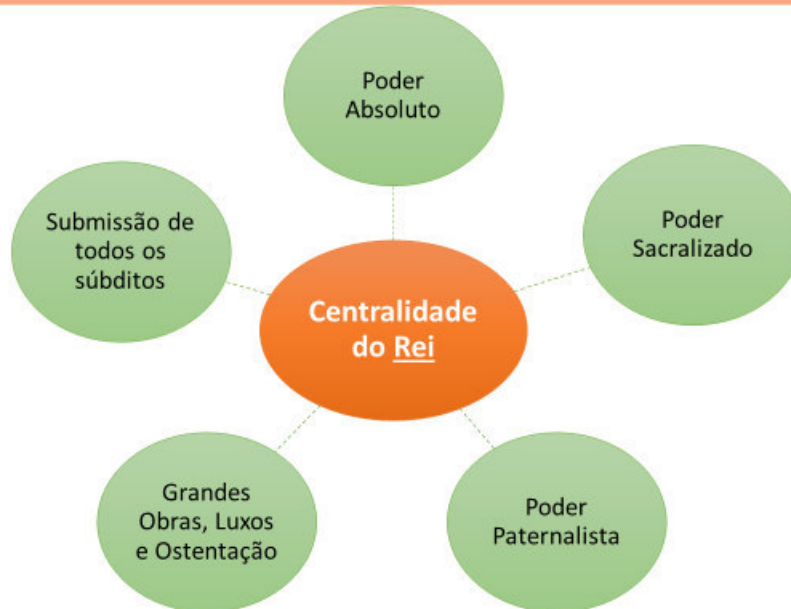 Poder
Absoluto
Submissão de
todos os
súbditos
Poder
Sacralizado
Centralidade
do Rei
Grandes
Obras, Luxos
e Ostentação
Poder
Paternalista